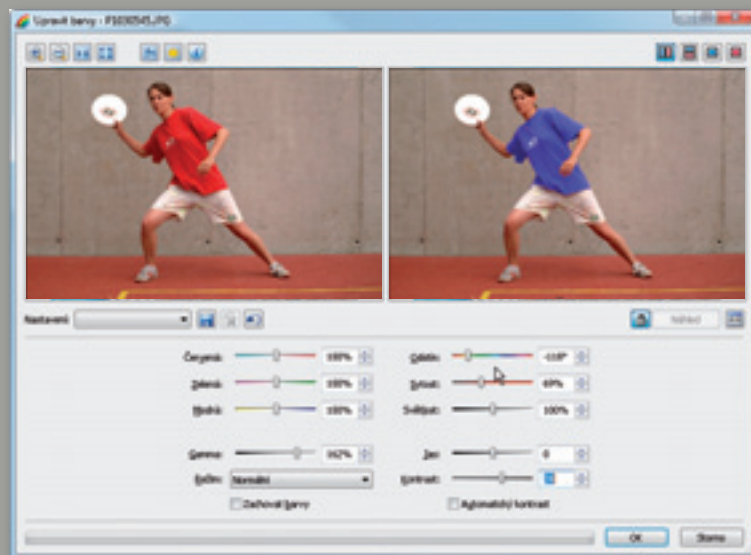 Upravit barvy - P1030545.JPG
Nastavení: Náhled
Červená: 100% Odstín: -118°
Zelená: 100% Sytost: 69%
Modrá: 100% Světlost: 100%
Gamma: 162% Jas: 0
Režim: Normální Kontrast:
Zachovat barvy Automatický kontrast
OK Storno